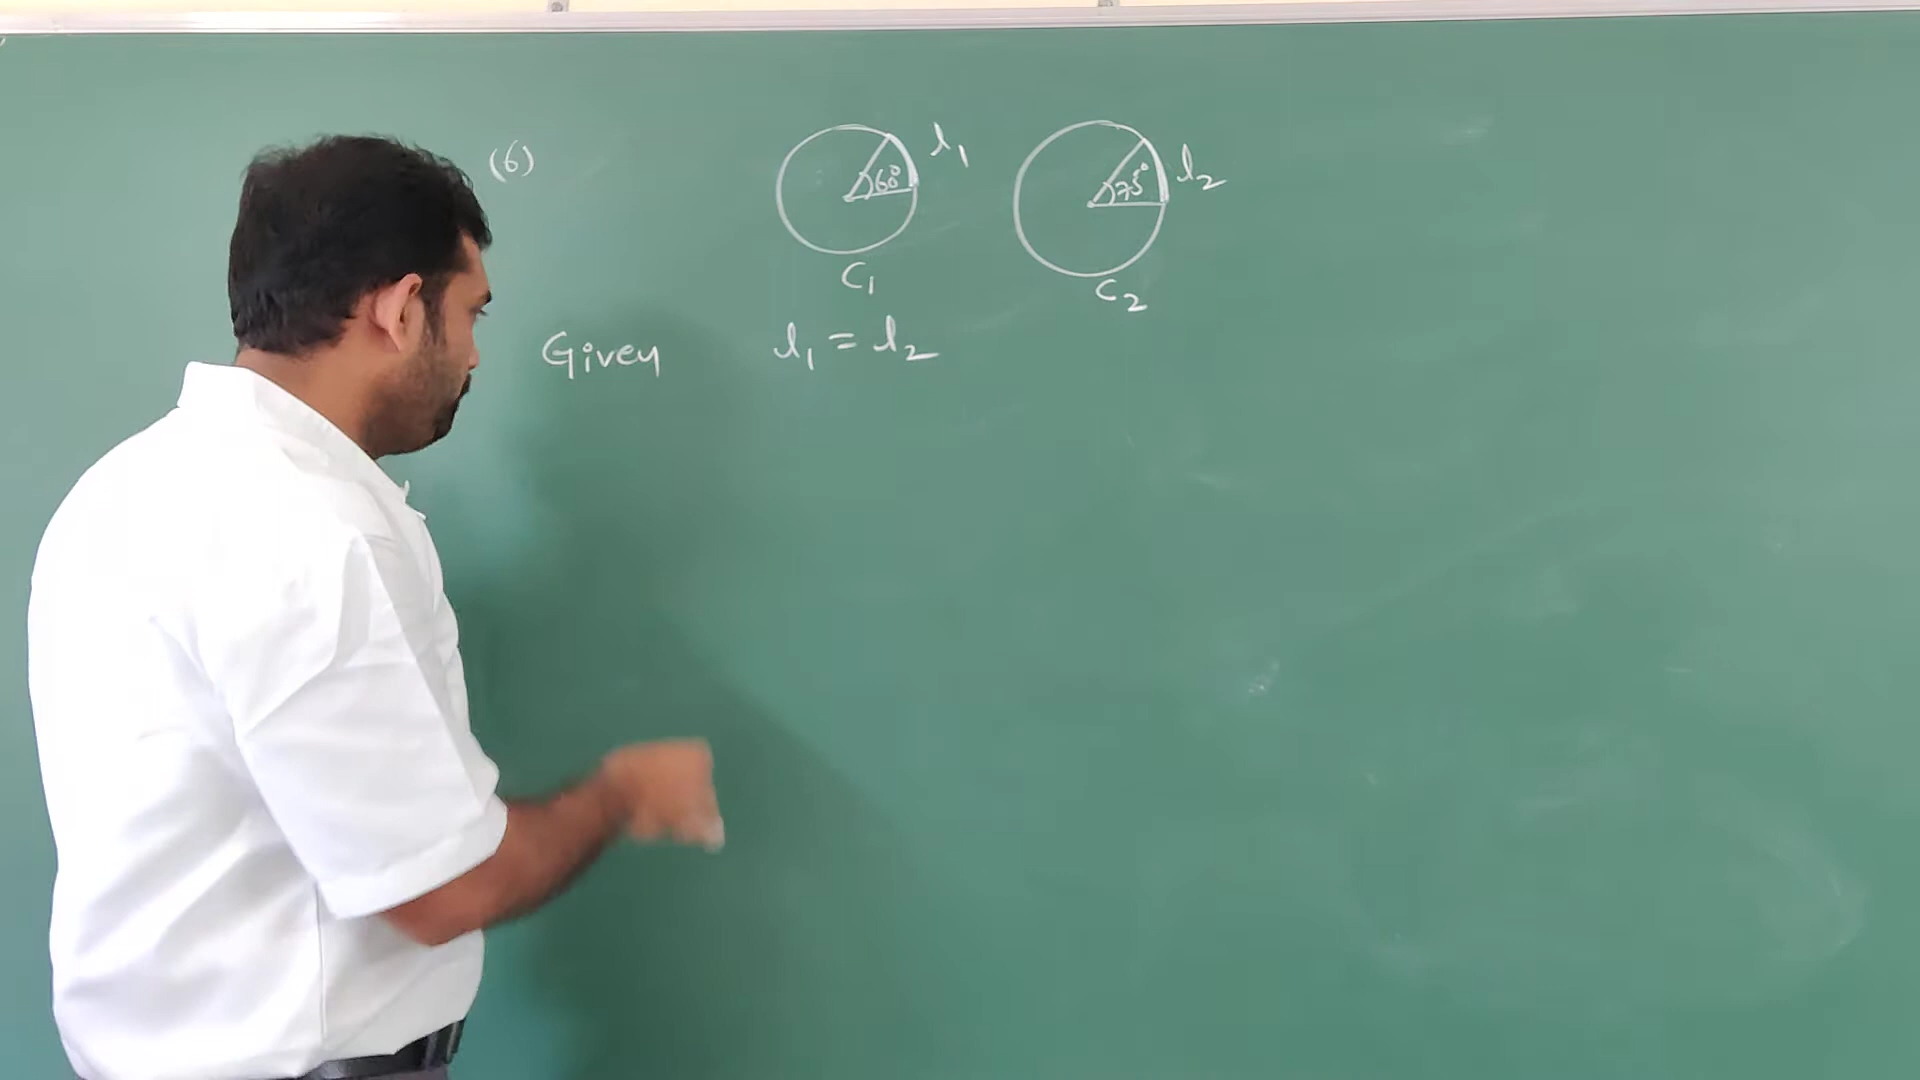 (6)
60° l₁
75° l₂
C₁
C₂
Given l₁ = l₂